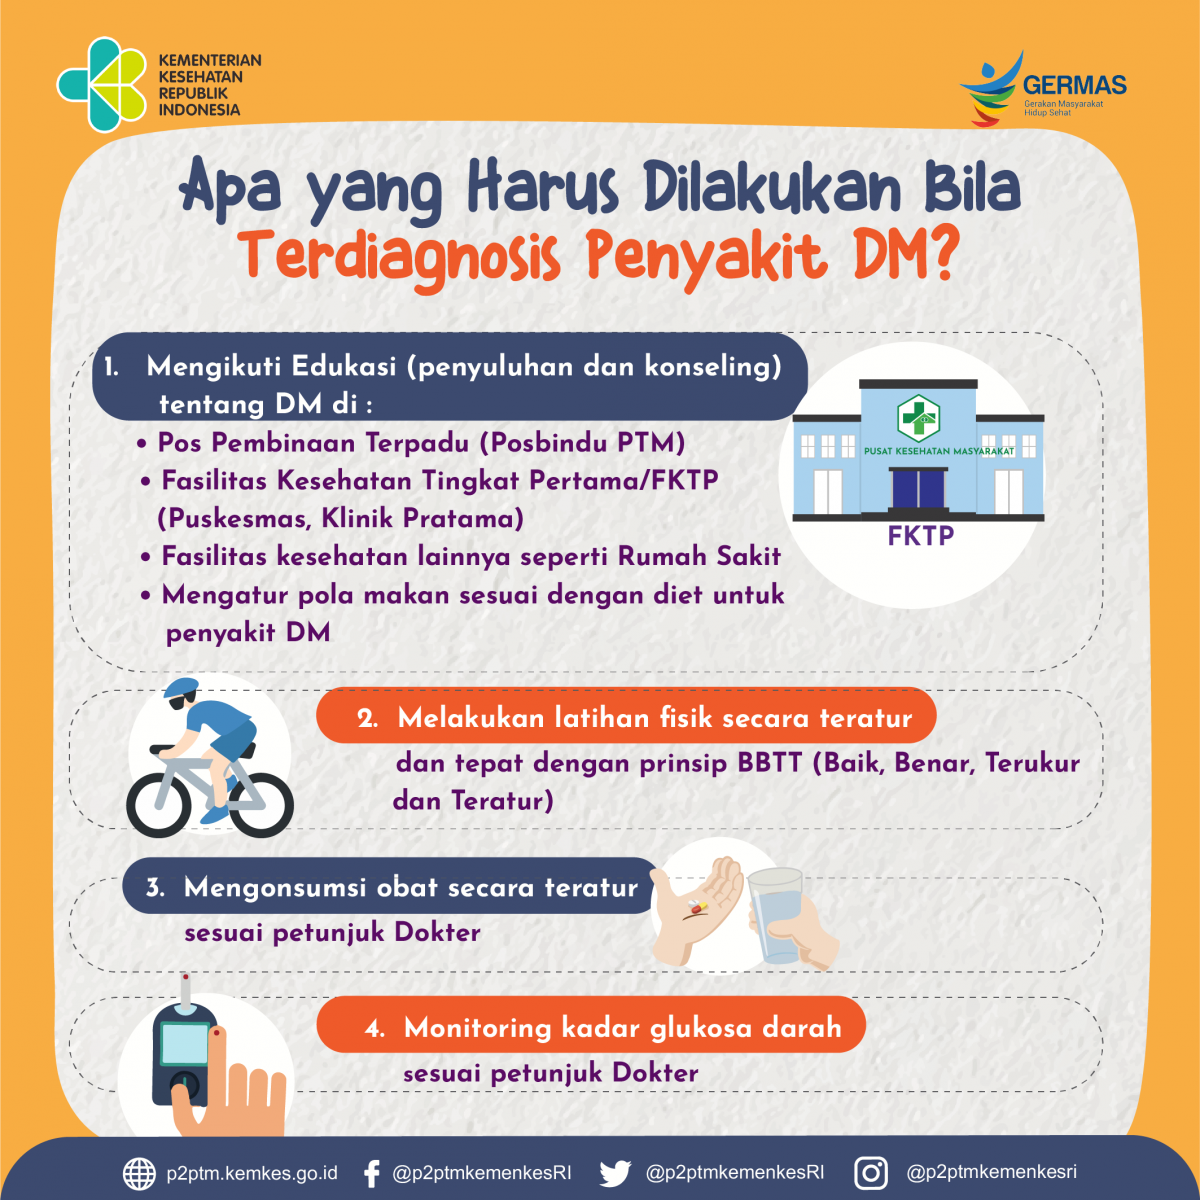 KEMENTERIAN
KESEHATAN
REPUBLIK
INDONESIA
GERMAS
Gerakan Masyarakat
Hidup Sehat
Apa yang Harus Dilakukan Bila
Terdiagnosis Penyakit DM?
1. Mengikuti Edukasi (penyuluhan dan konseling)
tentang DM di :
• Pos Pembinaan Terpadu (Posbindu PTM)
• Fasilitas Kesehatan Tingkat Pertama/FKTP
(Puskesmas, Klinik Pratama)
• Fasilitas kesehatan lainnya seperti Rumah Sakit
• Mengatur pola makan sesuai dengan diet untuk
penyakit DM
PUSAT KESEHATAN MASYARAKAT
FKTP
2. Melakukan latihan fisik secara teratur
dan tepat dengan prinsip BBTT (Baik, Benar, Terukur
dan Teratur)
3. Mengonsumsi obat secara teratur
sesuai petunjuk Dokter
4. Monitoring kadar glukosa darah
sesuai petunjuk Dokter
p2ptm.kemkes.go.id @p2ptmkemenkesRI @p2ptmkemenkesRI @p2ptmkemenkesri